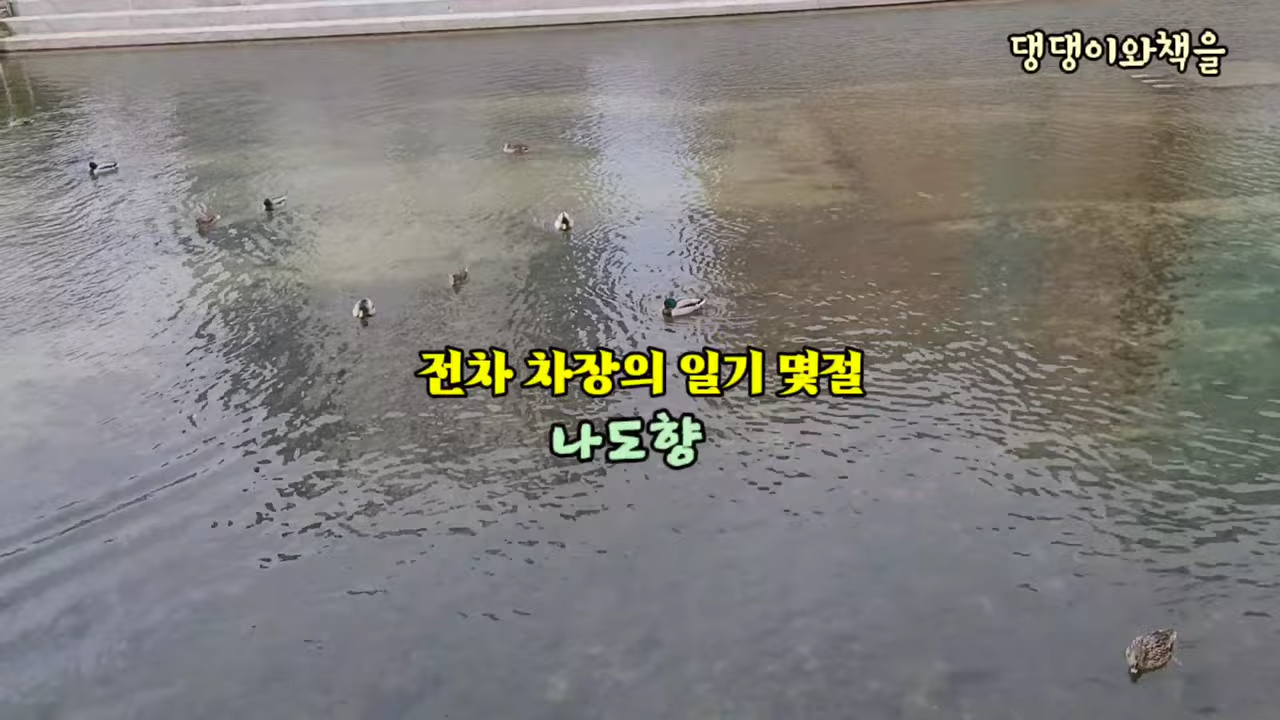 댕댕이와책을
전차 차장의 일기 몇절
나도향